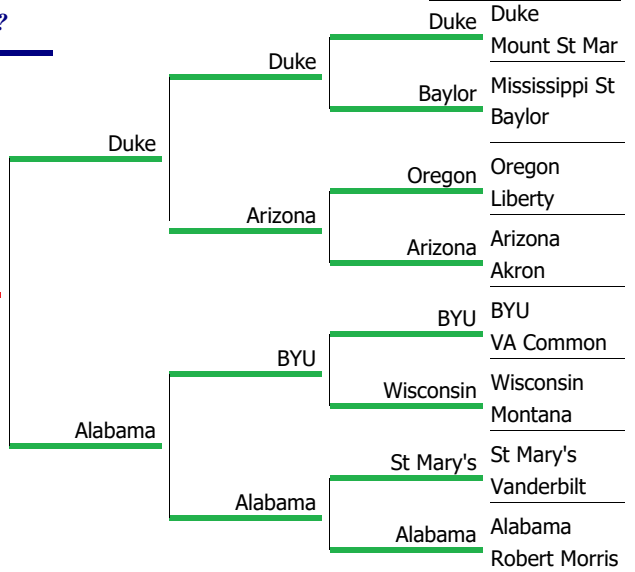 ?
Duke
Duke
Mount St Mar
Duke
Baylor
Mississippi St
Baylor
Duke
Oregon
Oregon
Liberty
Arizona
Arizona
Arizona
Akron
BYU
BYU
VA Common
BYU
Wisconsin
Wisconsin
Montana
Alabama
St Mary's
St Mary's
Vanderbilt
Alabama
Alabama
Alabama
Robert Morris